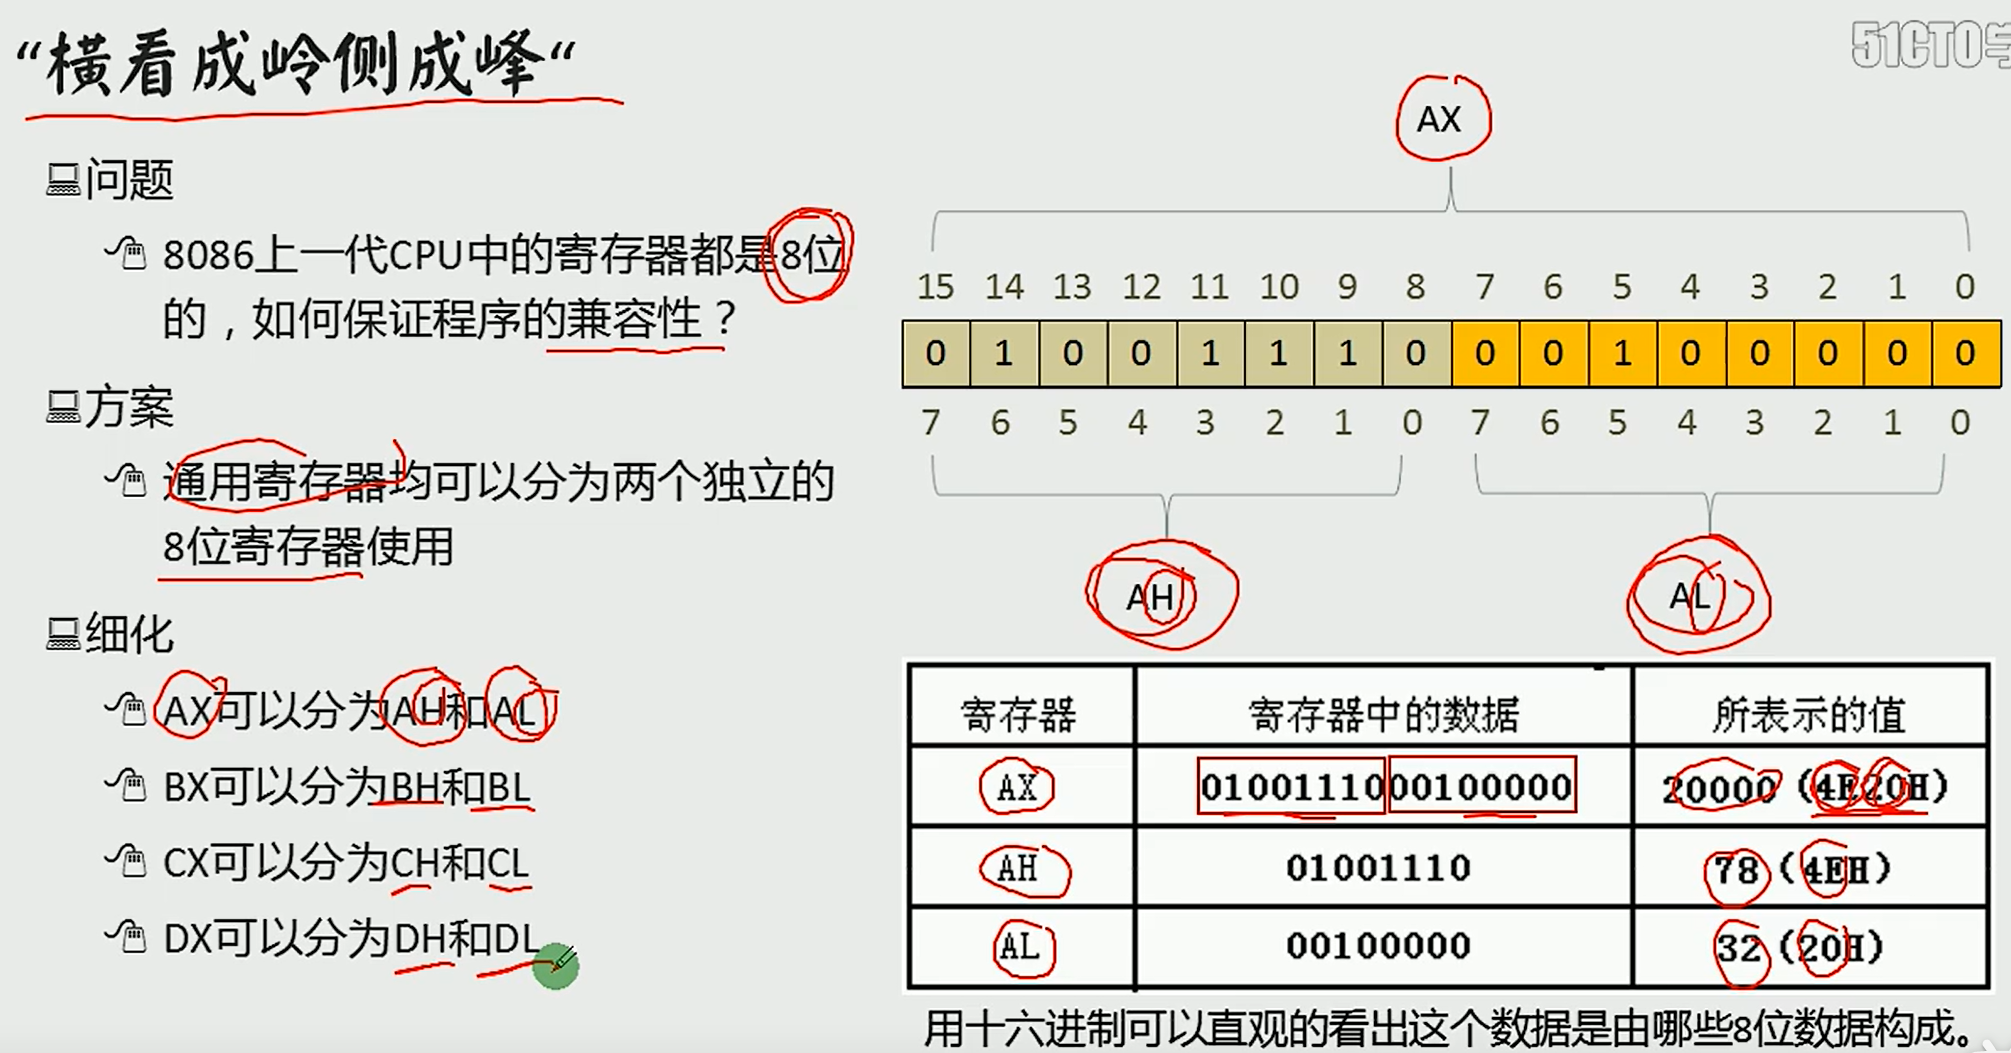 “横看成岭侧成峰“
51CTO学
问题
8086上一代CPU中的寄存器都是8位
的，如何保证程序的兼容性？
方案
通用寄存器均可以分为两个独立的
8位寄存器使用
细化
AX可以分为AH和AL
BX可以分为BH和BL
CX可以分为CH和CL
DX可以分为DH和DL
AX
15 14 13 12 11 10 9 8 7 6 5 4 3 2 1 0
0 1 0 0 1 1 1 0 0 0 1 0 0 0 0 0
7 6 5 4 3 2 1 0 7 6 5 4 3 2 1 0
AH AL
寄存器 寄存器中的数据 所表示的值
AX 0100111000100000 20000（4E20H）
AH 01001110 78（4EH）
AL 00100000 32（20H）
用十六进制可以直观的看出这个数据是由哪些8位数据构成。